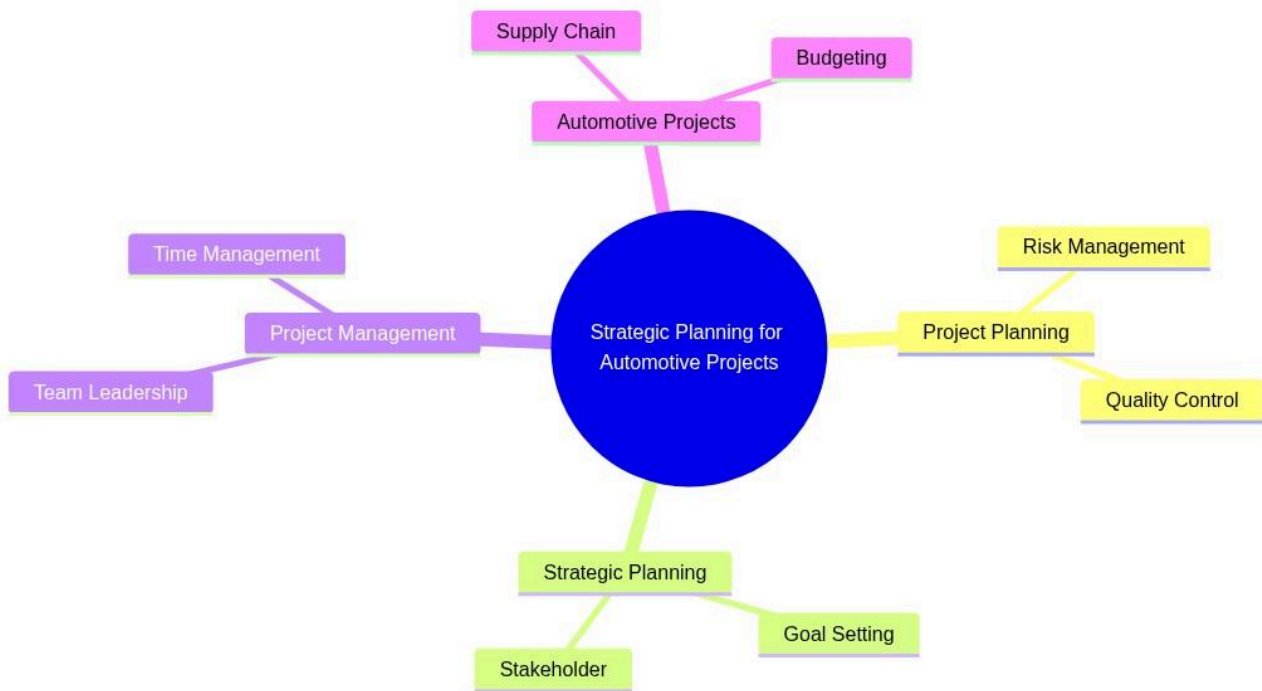 Supply Chain
Budgeting
Automotive Projects
Time Management
Risk Management
Project Management
Strategic Planning for
Automotive Projects
Project Planning
Team Leadership
Quality Control
Strategic Planning
Goal Setting
Stakeholder